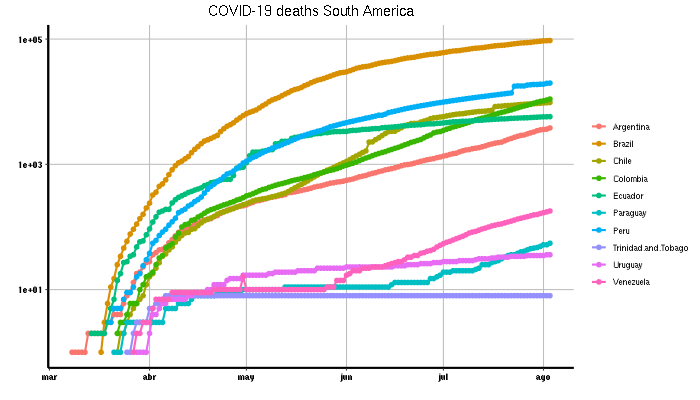 COVID-19 deaths South America
1e+05
1e+03
1e+01
mar abr may jun jul ago
Argentina
Brazil
Chile
Colombia
Ecuador
Paraguay
Peru
Trinidad.and.Tobago
Uruguay
Venezuela